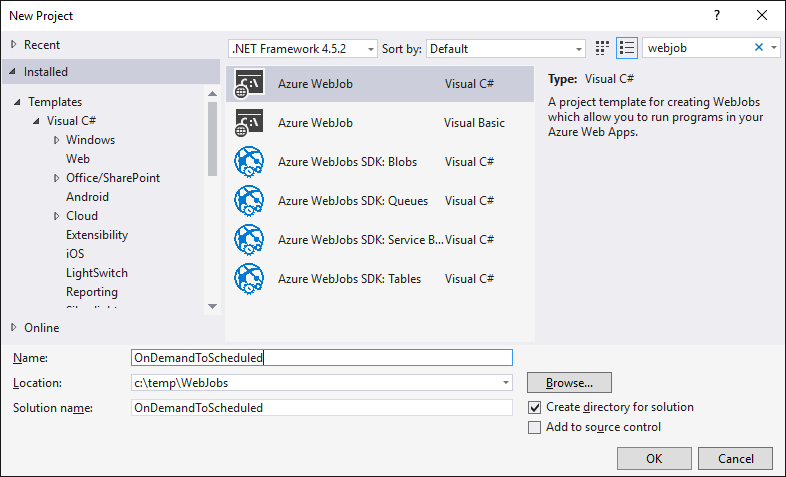 New Project
?
Recent
.NET Framework 4.5.2
Sort by:
Default
webjob
Installed
Templates
Visual C#
Windows
Web
Office/SharePoint
Android
Cloud
Extensibility
iOS
LightSwitch
Reporting
Online
Azure WebJob Visual C#
Azure WebJob Visual Basic
Azure WebJobs SDK: Blobs Visual C#
Azure WebJobs SDK: Queues Visual C#
Azure WebJobs SDK: Service B... Visual C#
Azure WebJobs SDK: Tables Visual C#
Type: Visual C#
A project template for creating WebJobs
which allow you to run programs in your
Azure Web Apps.
Name: OnDemandToScheduled
Location: c:\temp\WebJobs
Browse...
Solution name: OnDemandToScheduled
Create directory for solution
Add to source control
OK
Cancel